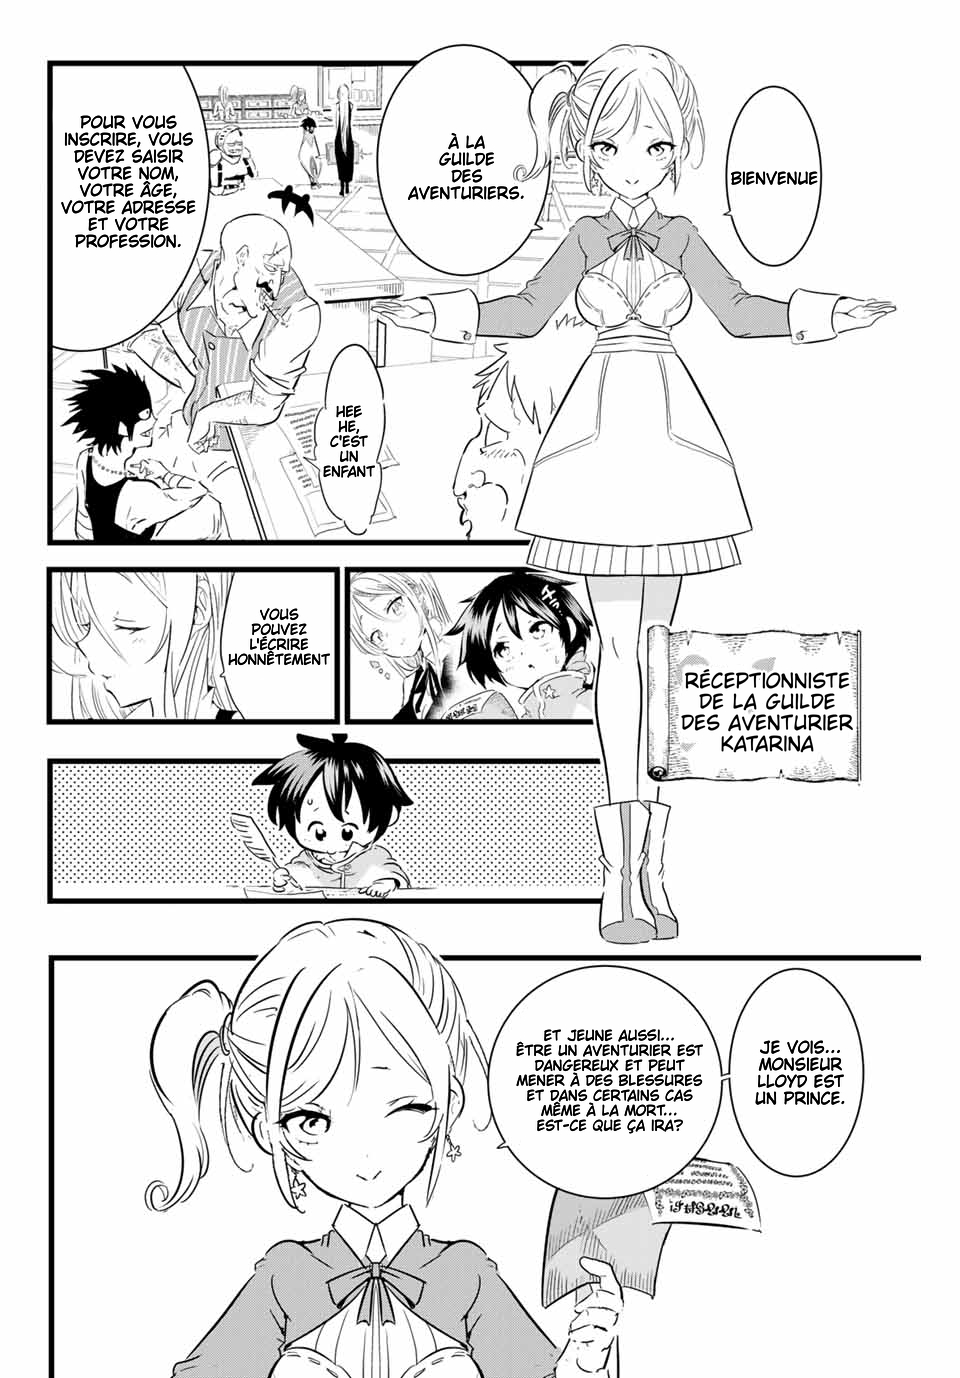 BIENVENUE
À LA
GUILDE
DES
AVENTURIERS.
POUR VOUS
INSCRIRE, VOUS
DEVEZ SAISIR
VOTRE NOM,
VOTRE ÂGE,
VOTRE ADRESSE
ET VOTRE
PROFESSION.
HEE
HE,
C'EST
UN
ENFANT
RÉCEPTIONNISTE
DE LA GUILDE
DES AVENTURIER
KATARINA
VOUS
POUVEZ
L'ÉCRIRE
HONNÊTEMENT
JE VOIS...
MONSIEUR
LLOYD EST
UN PRINCE.
ET JEUNE AUSSI...
ÊTRE UN AVENTURIER EST
DANGEREUX ET PEUT
MENER À DES BLESSURES
ET DANS CERTAINS CAS
MÊME À LA MORT...
EST-CE QUE ÇA IRA?